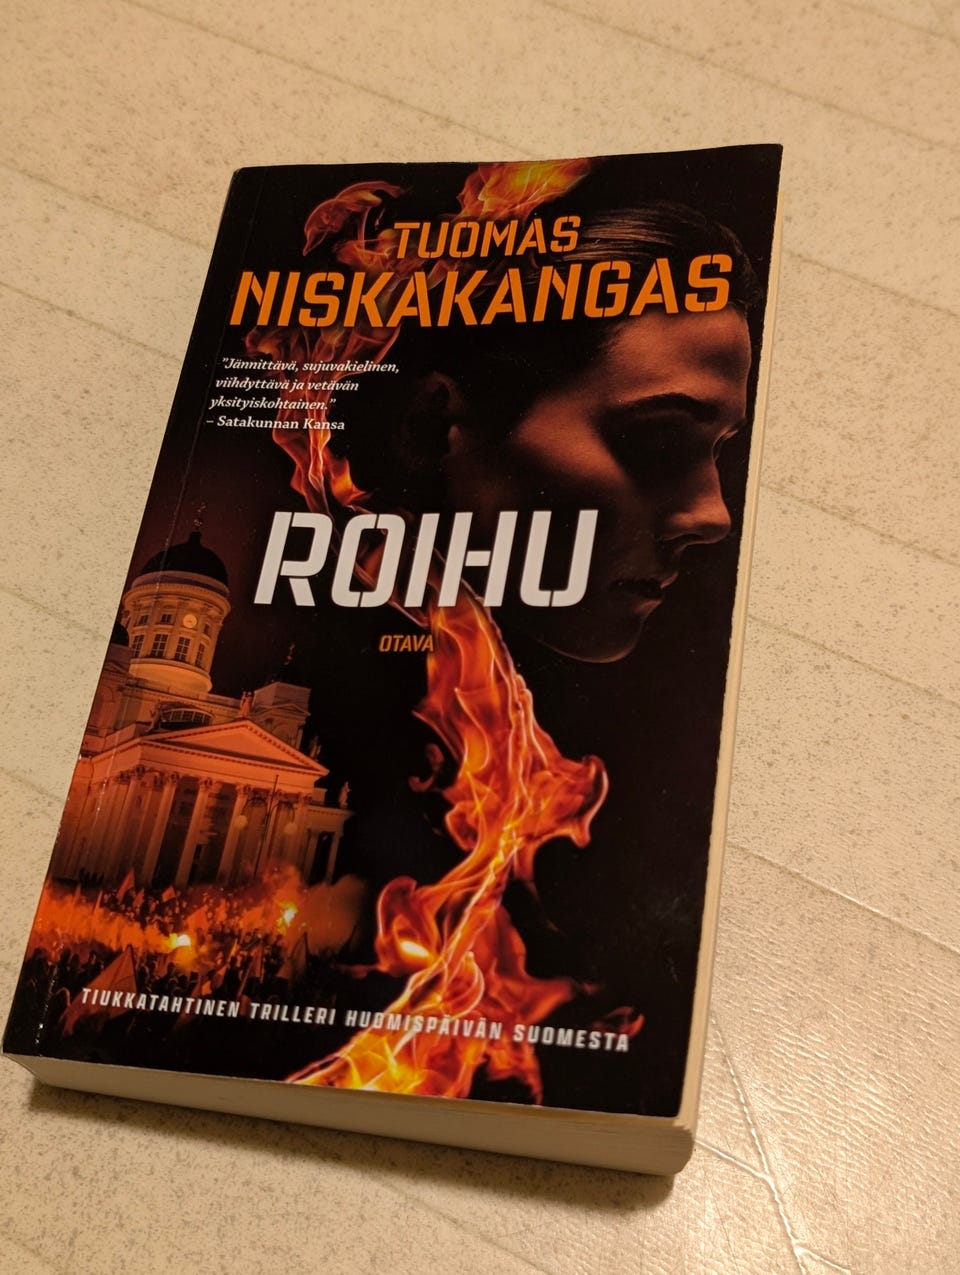 TUOMAS
NISKAKANGAS
”Jännittävä, sujuvakielinen,
viihdyttävä ja vetävän
yksityiskohtainen.”
– Satakunnan Kansa
ROIHU
OTAVA
TIUKKATAHTINEN TRILLERI HUOMISPÄIVÄN SUOMESTA